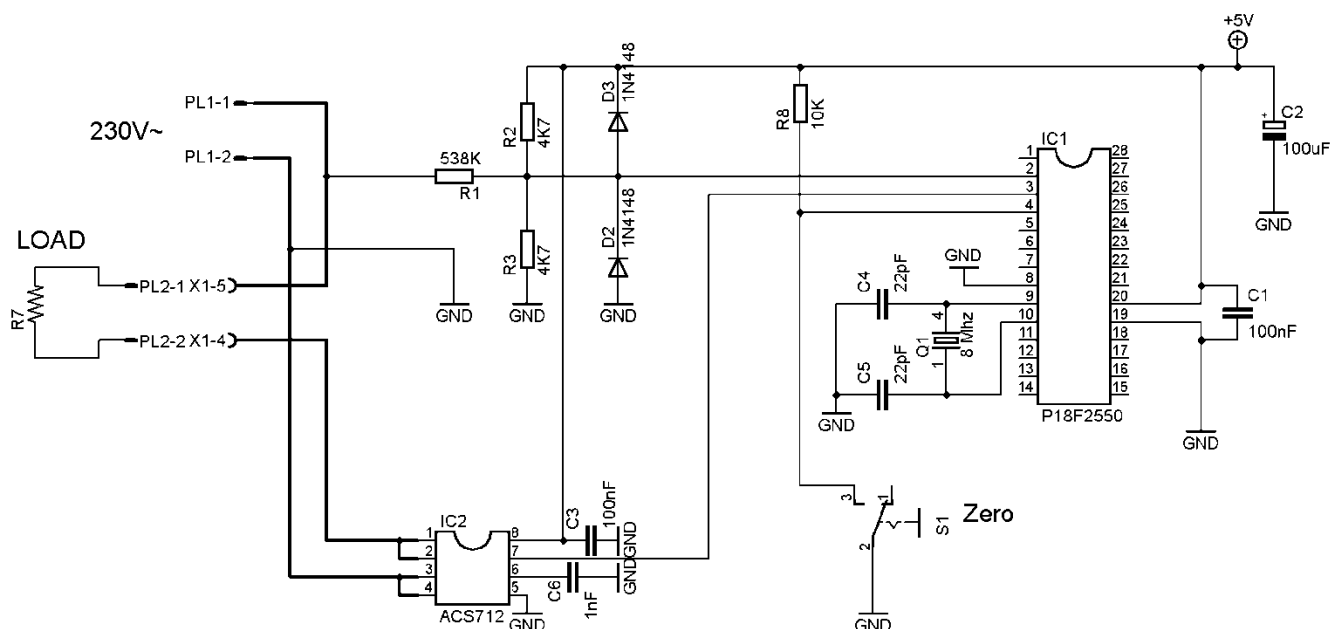 +5V
PL1-1
230V~
PL1-2
538K
R1
R2
4K7
D3
1N4148
R8
10K
IC1
C2
+
100uF
GND
1
2
3
4
5
6
7
8
9
10
11
12
13
14
28
27
26
25
24
23
22
21
20
19
18
17
16
15
P18F2550
R3
4K7
D2
1N4148
GND
GND
GND
LOAD
R7
PL2-1 X1-5
PL2-2 X1-4
GND
C4
22pF
C5
22pF
4
Q1
8 Mhz
1
GND
C1
100nF
GND
IC2
1
2
3
4
8
7
6
5
ACS712
C3
100nF
GND
C6
1nF
GND
GND
3
1
2
S1
Zero
GND